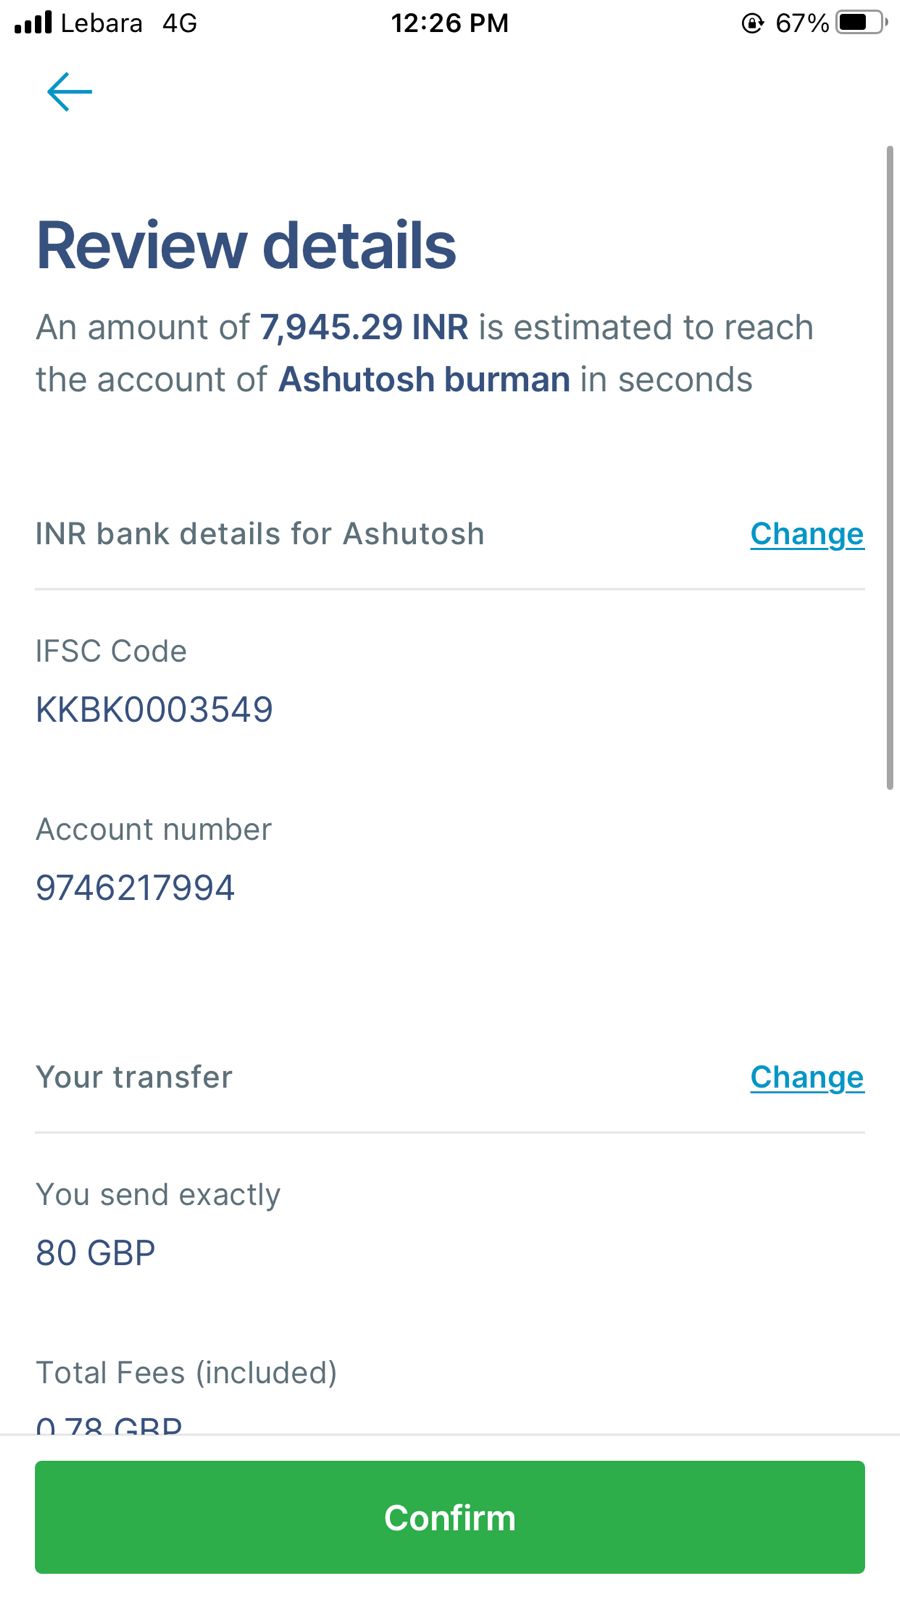 Lebara 4G 12:26 PM 67%
Review details
An amount of 7,945.29 INR is estimated to reach
the account of Ashutosh burman in seconds
INR bank details for Ashutosh Change
IFSC Code
KKBK0003549
Account number
9746217994
Your transfer Change
You send exactly
80 GBP
Total Fees (included)
0.78 GBP
Confirm